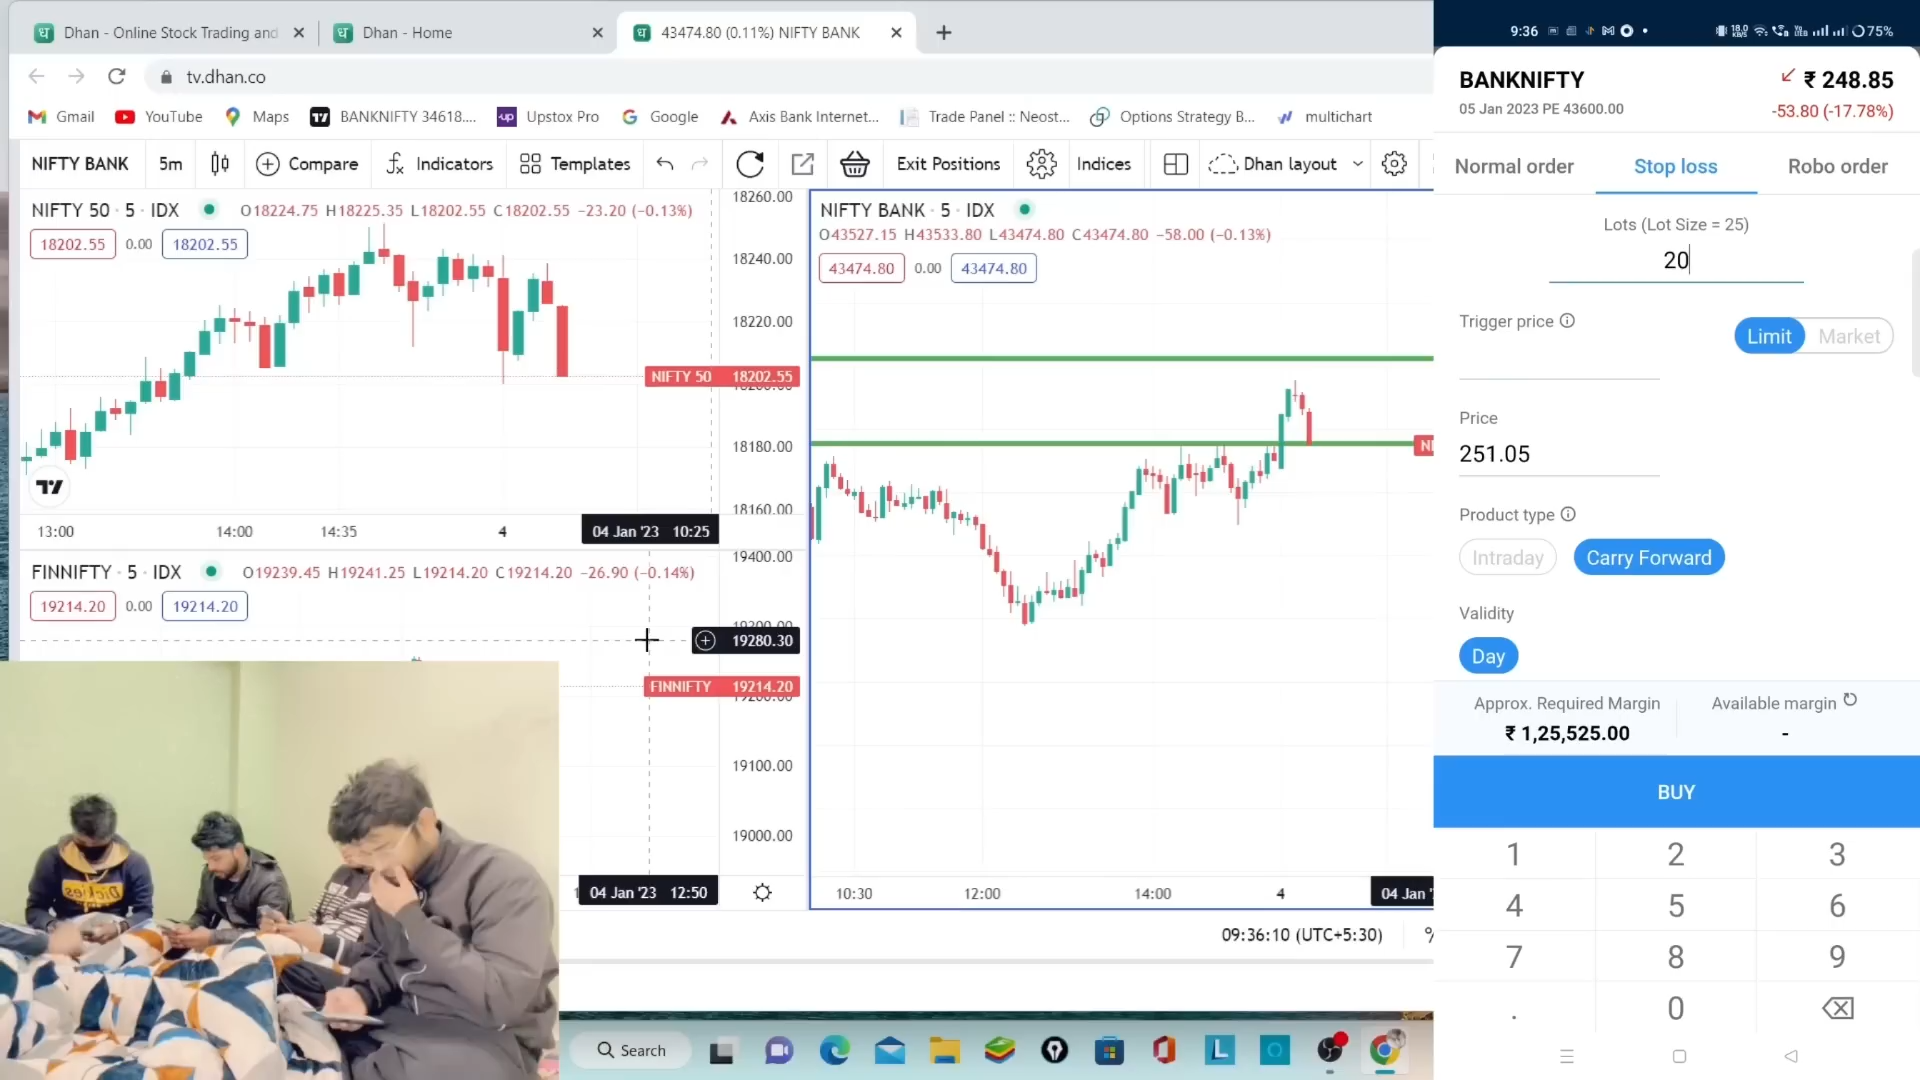 ध Dhan - Online Stock Trading and
ध Dhan - Home
ध 43474.80 (0.11%) NIFTY BANK
tv.dhan.co
Gmail
YouTube
Maps
BANKNIFTY 34618....
up Upstox Pro
Google
Axis Bank Internet...
Trade Panel :: Neost...
Options Strategy B...
multichart
NIFTY BANK
5m
Compare
Indicators
Templates
Exit Positions
Indices
Dhan layout
NIFTY 50 · 5 · IDX
O18224.75 H18225.35 L18202.55 C18202.55 −23.20 (−0.13%)
18202.55 0.00 18202.55
18260.00
18240.00
18220.00
NIFTY 50 18202.55
18180.00
18160.00
13:00 14:00 14:35 4
04 Jan '23 10:25
FINNIFTY · 5 · IDX
O19239.45 H19241.25 L19214.20 C19214.20 −26.90 (−0.14%)
19214.20 0.00 19214.20
19400.00
19280.30
FINNIFTY 19214.20
19100.00
19000.00
04 Jan '23 12:50
NIFTY BANK · 5 · IDX
O43527.15 H43533.80 L43474.80 C43474.80 −58.00 (−0.13%)
43474.80 0.00 43474.80
NI
10:30 12:00 14:00 4
04 Jan '
09:36:10 (UTC+5:30)
%
Search
L
Dickies
9:36
18.0 KB/S
75%
BANKNIFTY
₹ 248.85
05 Jan 2023 PE 43600.00
-53.80 (-17.78%)
Normal order
Stop loss
Robo order
Lots (Lot Size = 25)
20
Trigger price
Limit Market
Price
251.05
Product type
Intraday
Carry Forward
Validity
Day
Approx. Required Margin
₹ 1,25,525.00
Available margin
-
BUY
1 2 3
4 5 6
7 8 9
. 0